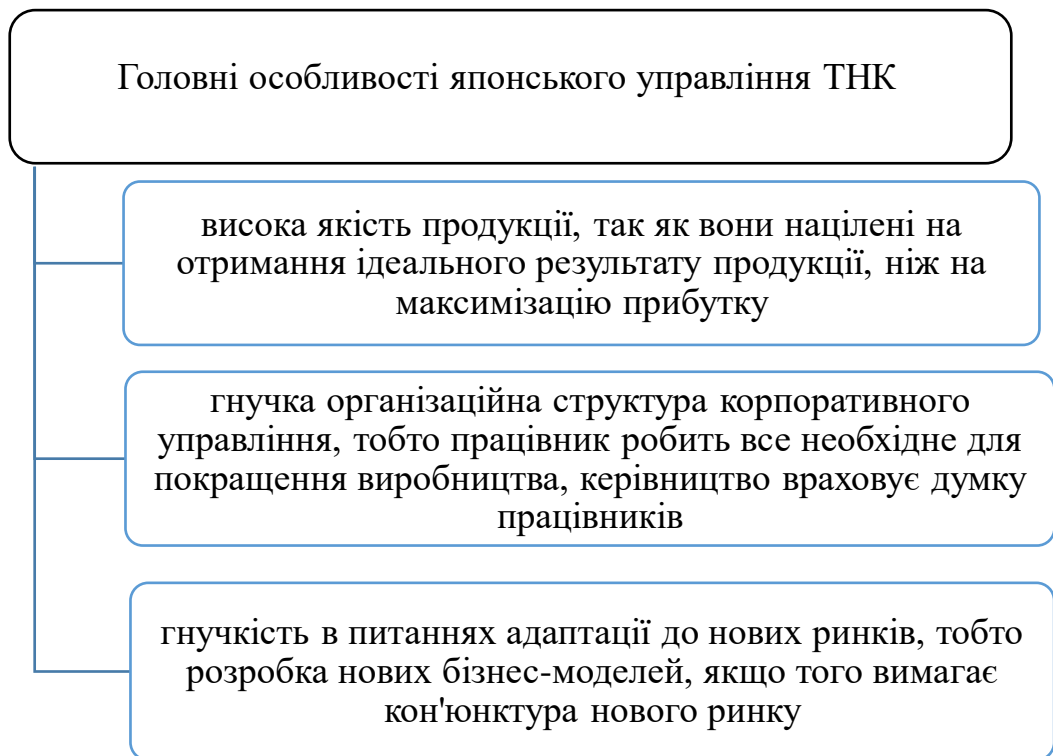 Головні особливості японського управління ТНК
висока якість продукції, так як вони націлені на
отримання ідеального результату продукції, ніж на
максимізацію прибутку
гнучка організаційна структура корпоративного
управління, тобто працівник робить все необхідне для
покращення виробництва, керівництво враховує думку
працівників
гнучкість в питаннях адаптації до нових ринків, тобто
розробка нових бізнес-моделей, якщо того вимагає
кон'юнктура нового ринку